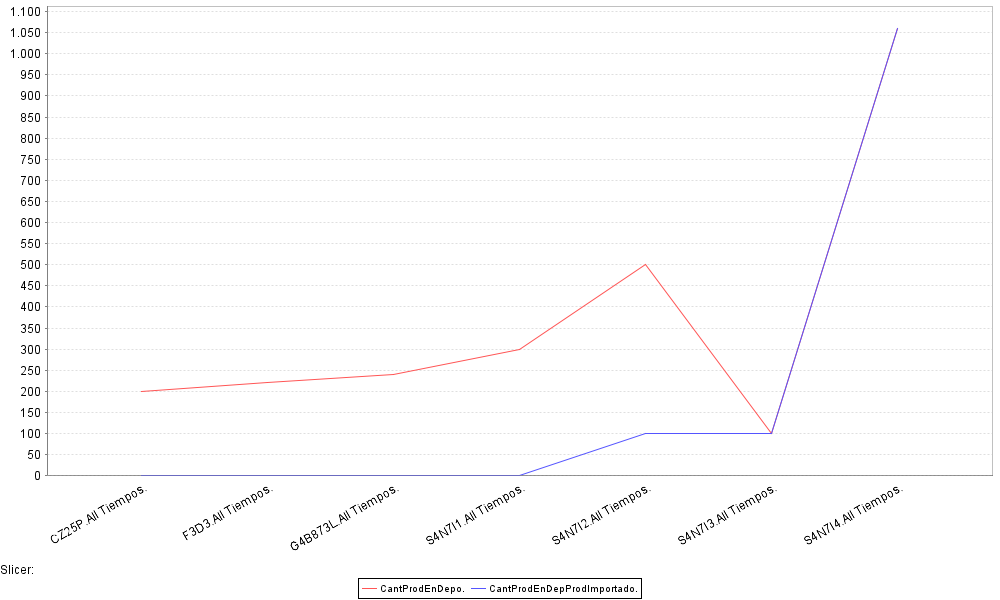 1.100
1.050
1.000
950
900
850
800
750
700
650
600
550
500
450
400
350
300
250
200
150
100
50
0
CZ25P.All Tiempos.
F3D3.All Tiempos.
G4B873L.All Tiempos.
S4N7I1.All Tiempos.
S4N7I2.All Tiempos.
S4N7I3.All Tiempos.
S4N7I4.All Tiempos.
Slicer:
CantProdEnDepo. CantProdEnDepProdImportado.